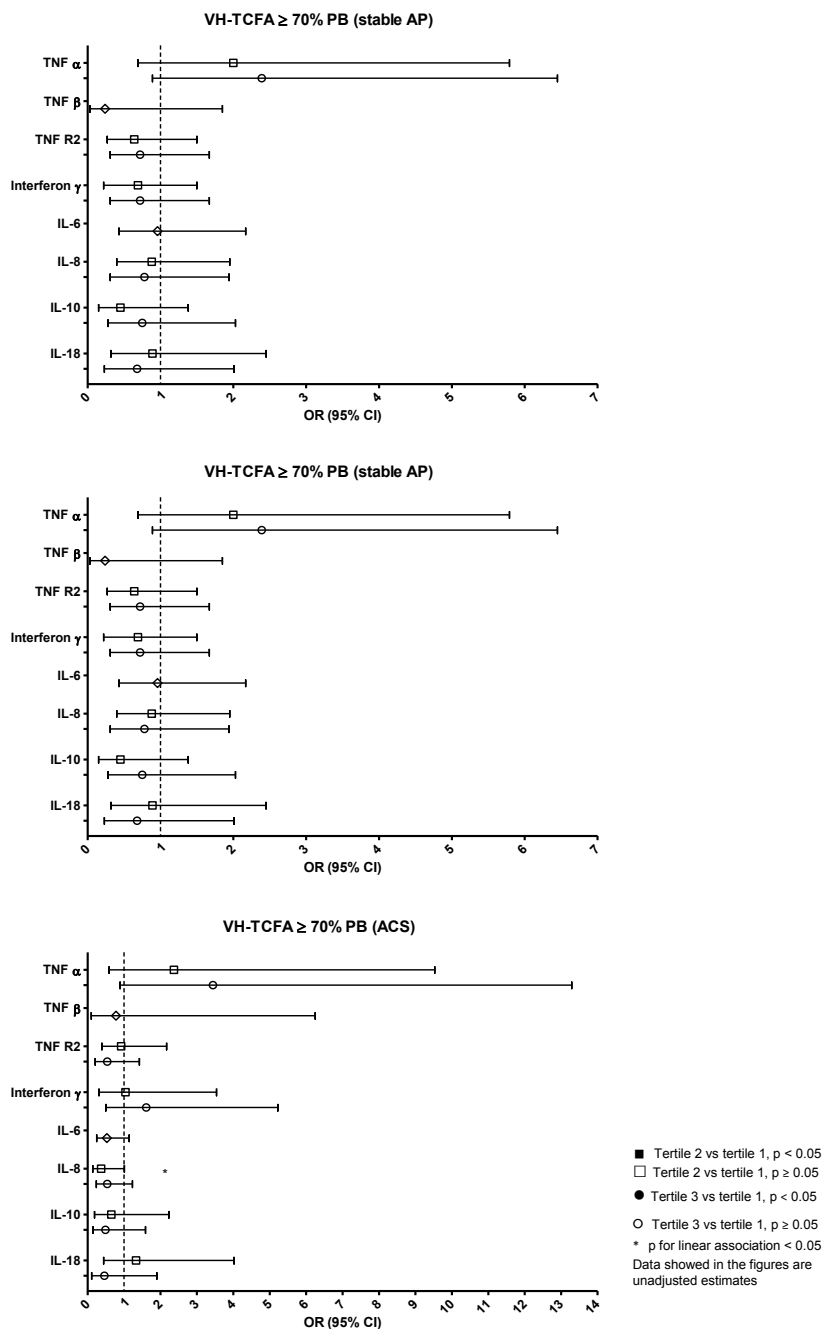 VH-TCFA ≥ 70% PB (stable AP)
TNF α
TNF β
TNF R2
Interferon γ
IL-6
IL-8
IL-10
IL-18
0 1 2 3 4 5 6 7
OR (95% CI)
VH-TCFA ≥ 70% PB (stable AP)
TNF α
TNF β
TNF R2
Interferon γ
IL-6
IL-8
IL-10
IL-18
0 1 2 3 4 5 6 7
OR (95% CI)
VH-TCFA ≥ 70% PB (ACS)
TNF α
TNF β
TNF R2
Interferon γ
IL-6
IL-8 *
IL-10
IL-18
0 1 2 3 4 5 6 7 8 9 10 11 12 13 14
OR (95% CI)
■ Tertile 2 vs tertile 1, p < 0.05
□ Tertile 2 vs tertile 1, p ≥ 0.05
● Tertile 3 vs tertile 1, p < 0.05
○ Tertile 3 vs tertile 1, p ≥ 0.05
* p for linear association < 0.05
Data showed in the figures are
unadjusted estimates